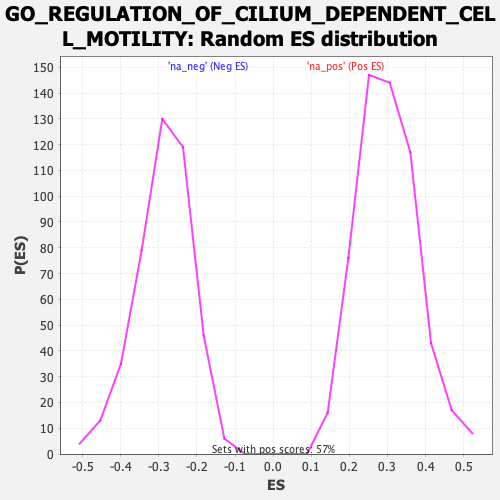 GO_REGULATION_OF_CILIUM_DEPENDENT_CEL
L_MOTILITY: Random ES distribution
'na_neg' (Neg ES)
'na_pos' (Pos ES)
150
140
130
120
110
100
90
80
70
60
50
40
30
20
10
0
P(ES)
Sets with pos scores: 57%
-0.5 -0.4 -0.3 -0.2 -0.1 0.0 0.1 0.2 0.3 0.4 0.5
ES